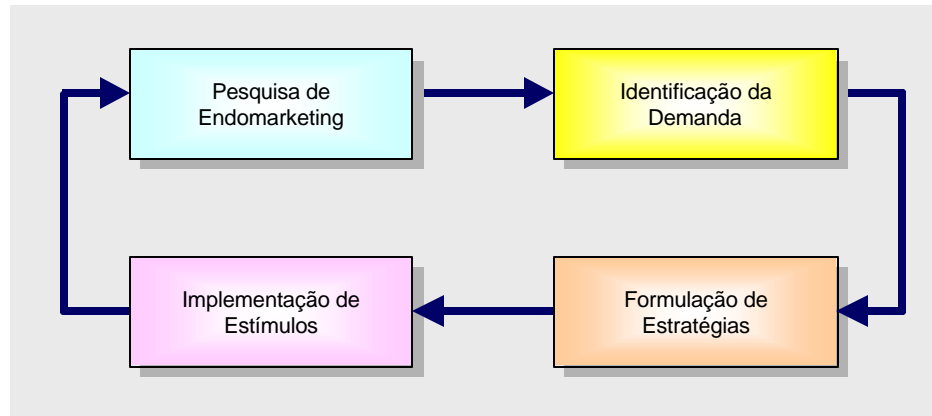 Pesquisa de
Endomarketing
Identificação da
Demanda
Implementação de
Estímulos
Formulação de
Estratégias